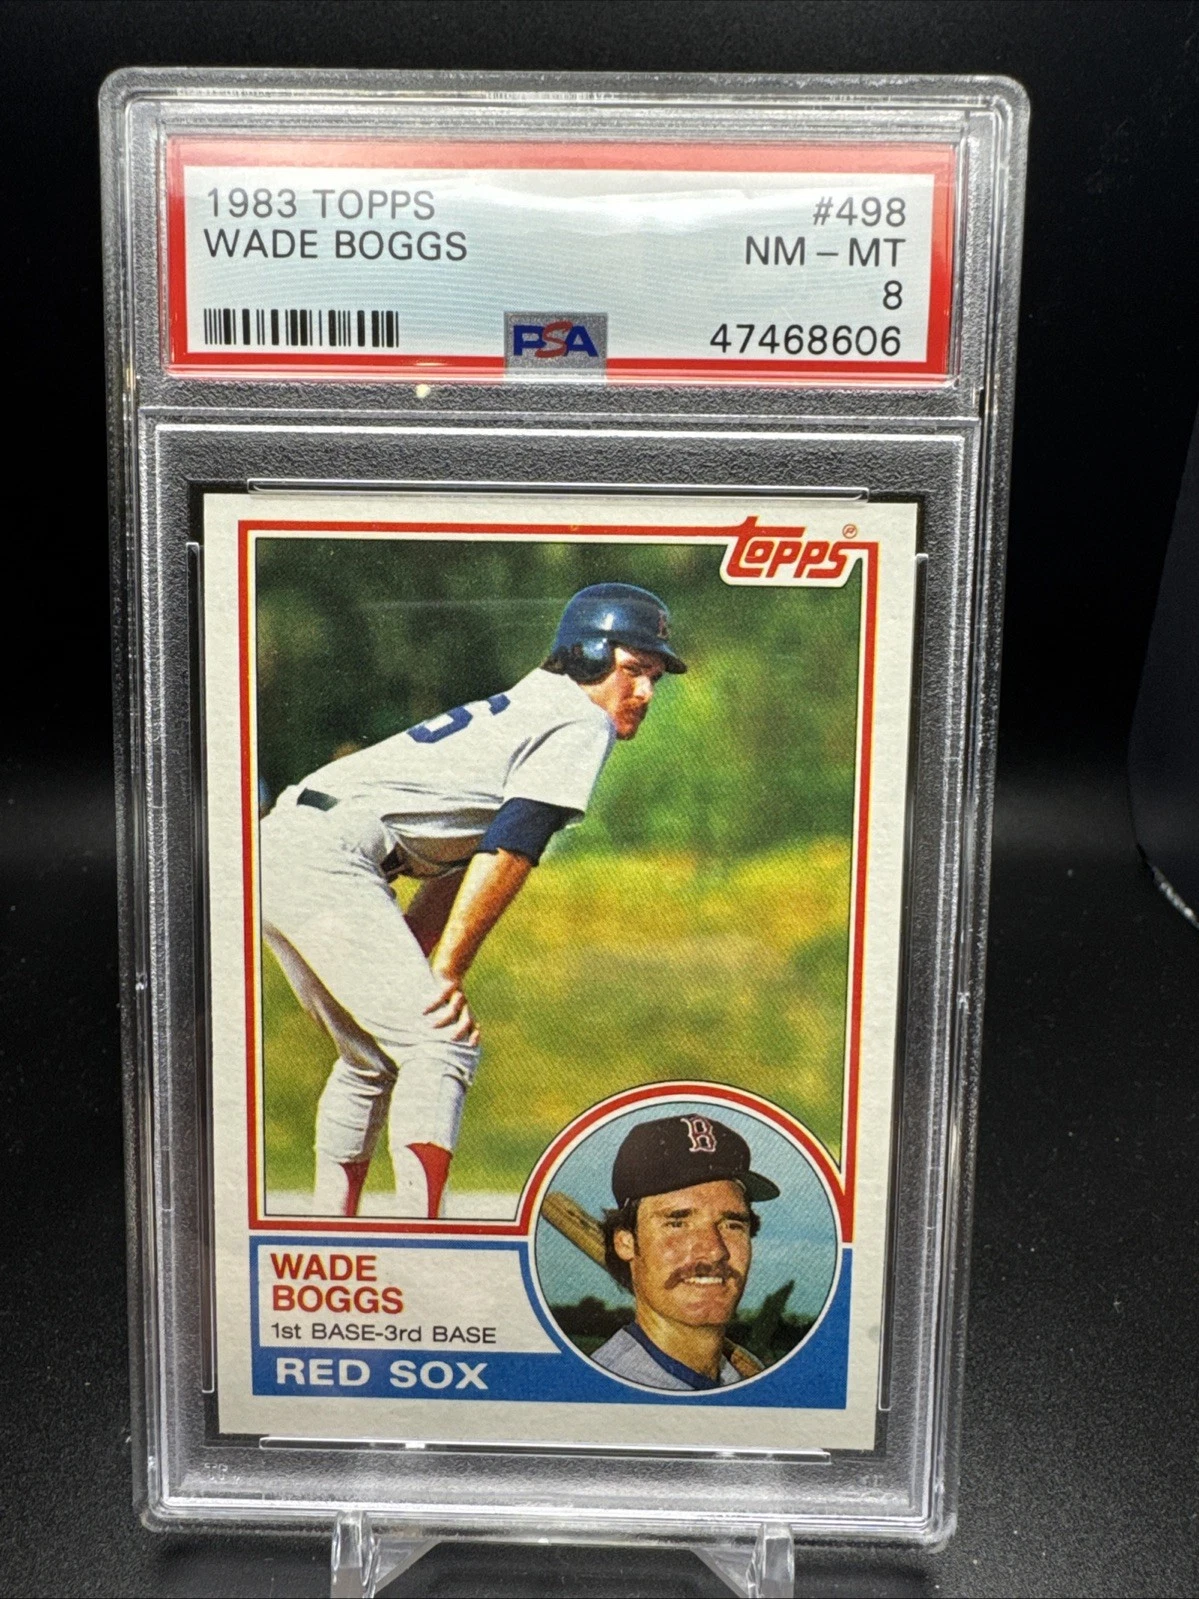 1983 TOPPS #498
WADE BOGGS NM – MT
8
PSA 47468606
Topps®
6
B
B
WADE
BOGGS
1st BASE-3rd BASE
RED SOX